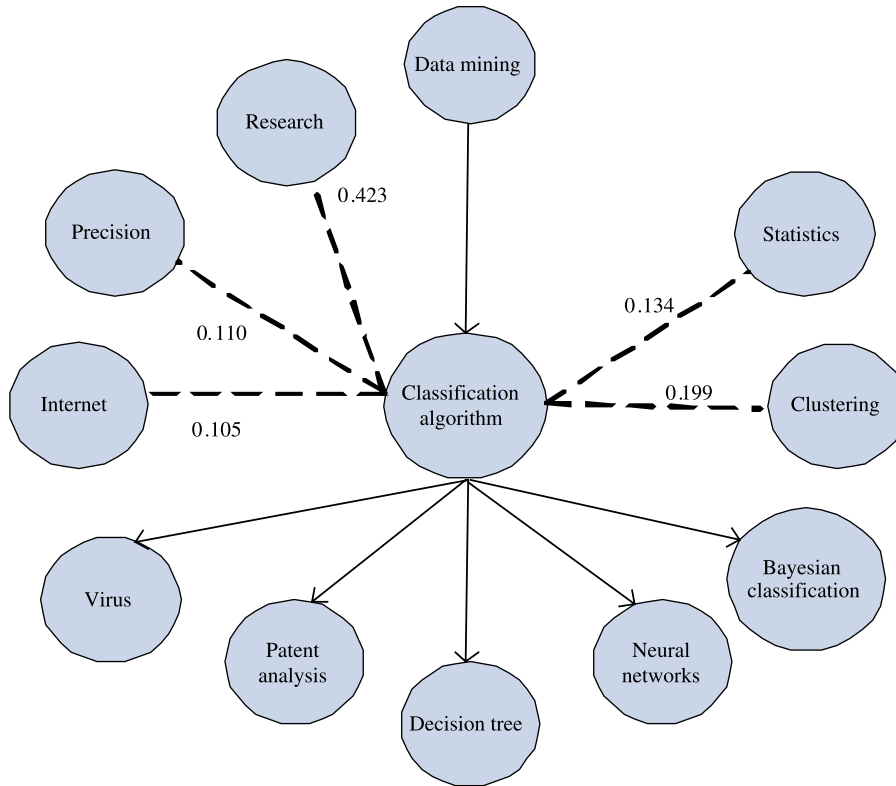 Data mining
Research
0.423
Precision
Statistics
0.134
0.110
Internet
0.105
Classification
algorithm
0.199
Clustering
Virus
Patent
analysis
Decision tree
Neural
networks
Bayesian
classification